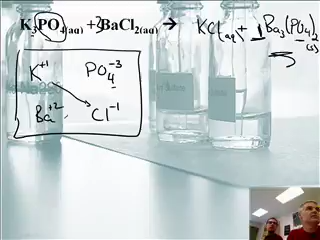 K₃PO₄(aq) + 3BaCl₂(aq) → KCl(aq) + 1Ba₃(PO₄)₂(s)
K⁺¹ PO₄⁻³
Ba⁺² Cl⁻¹